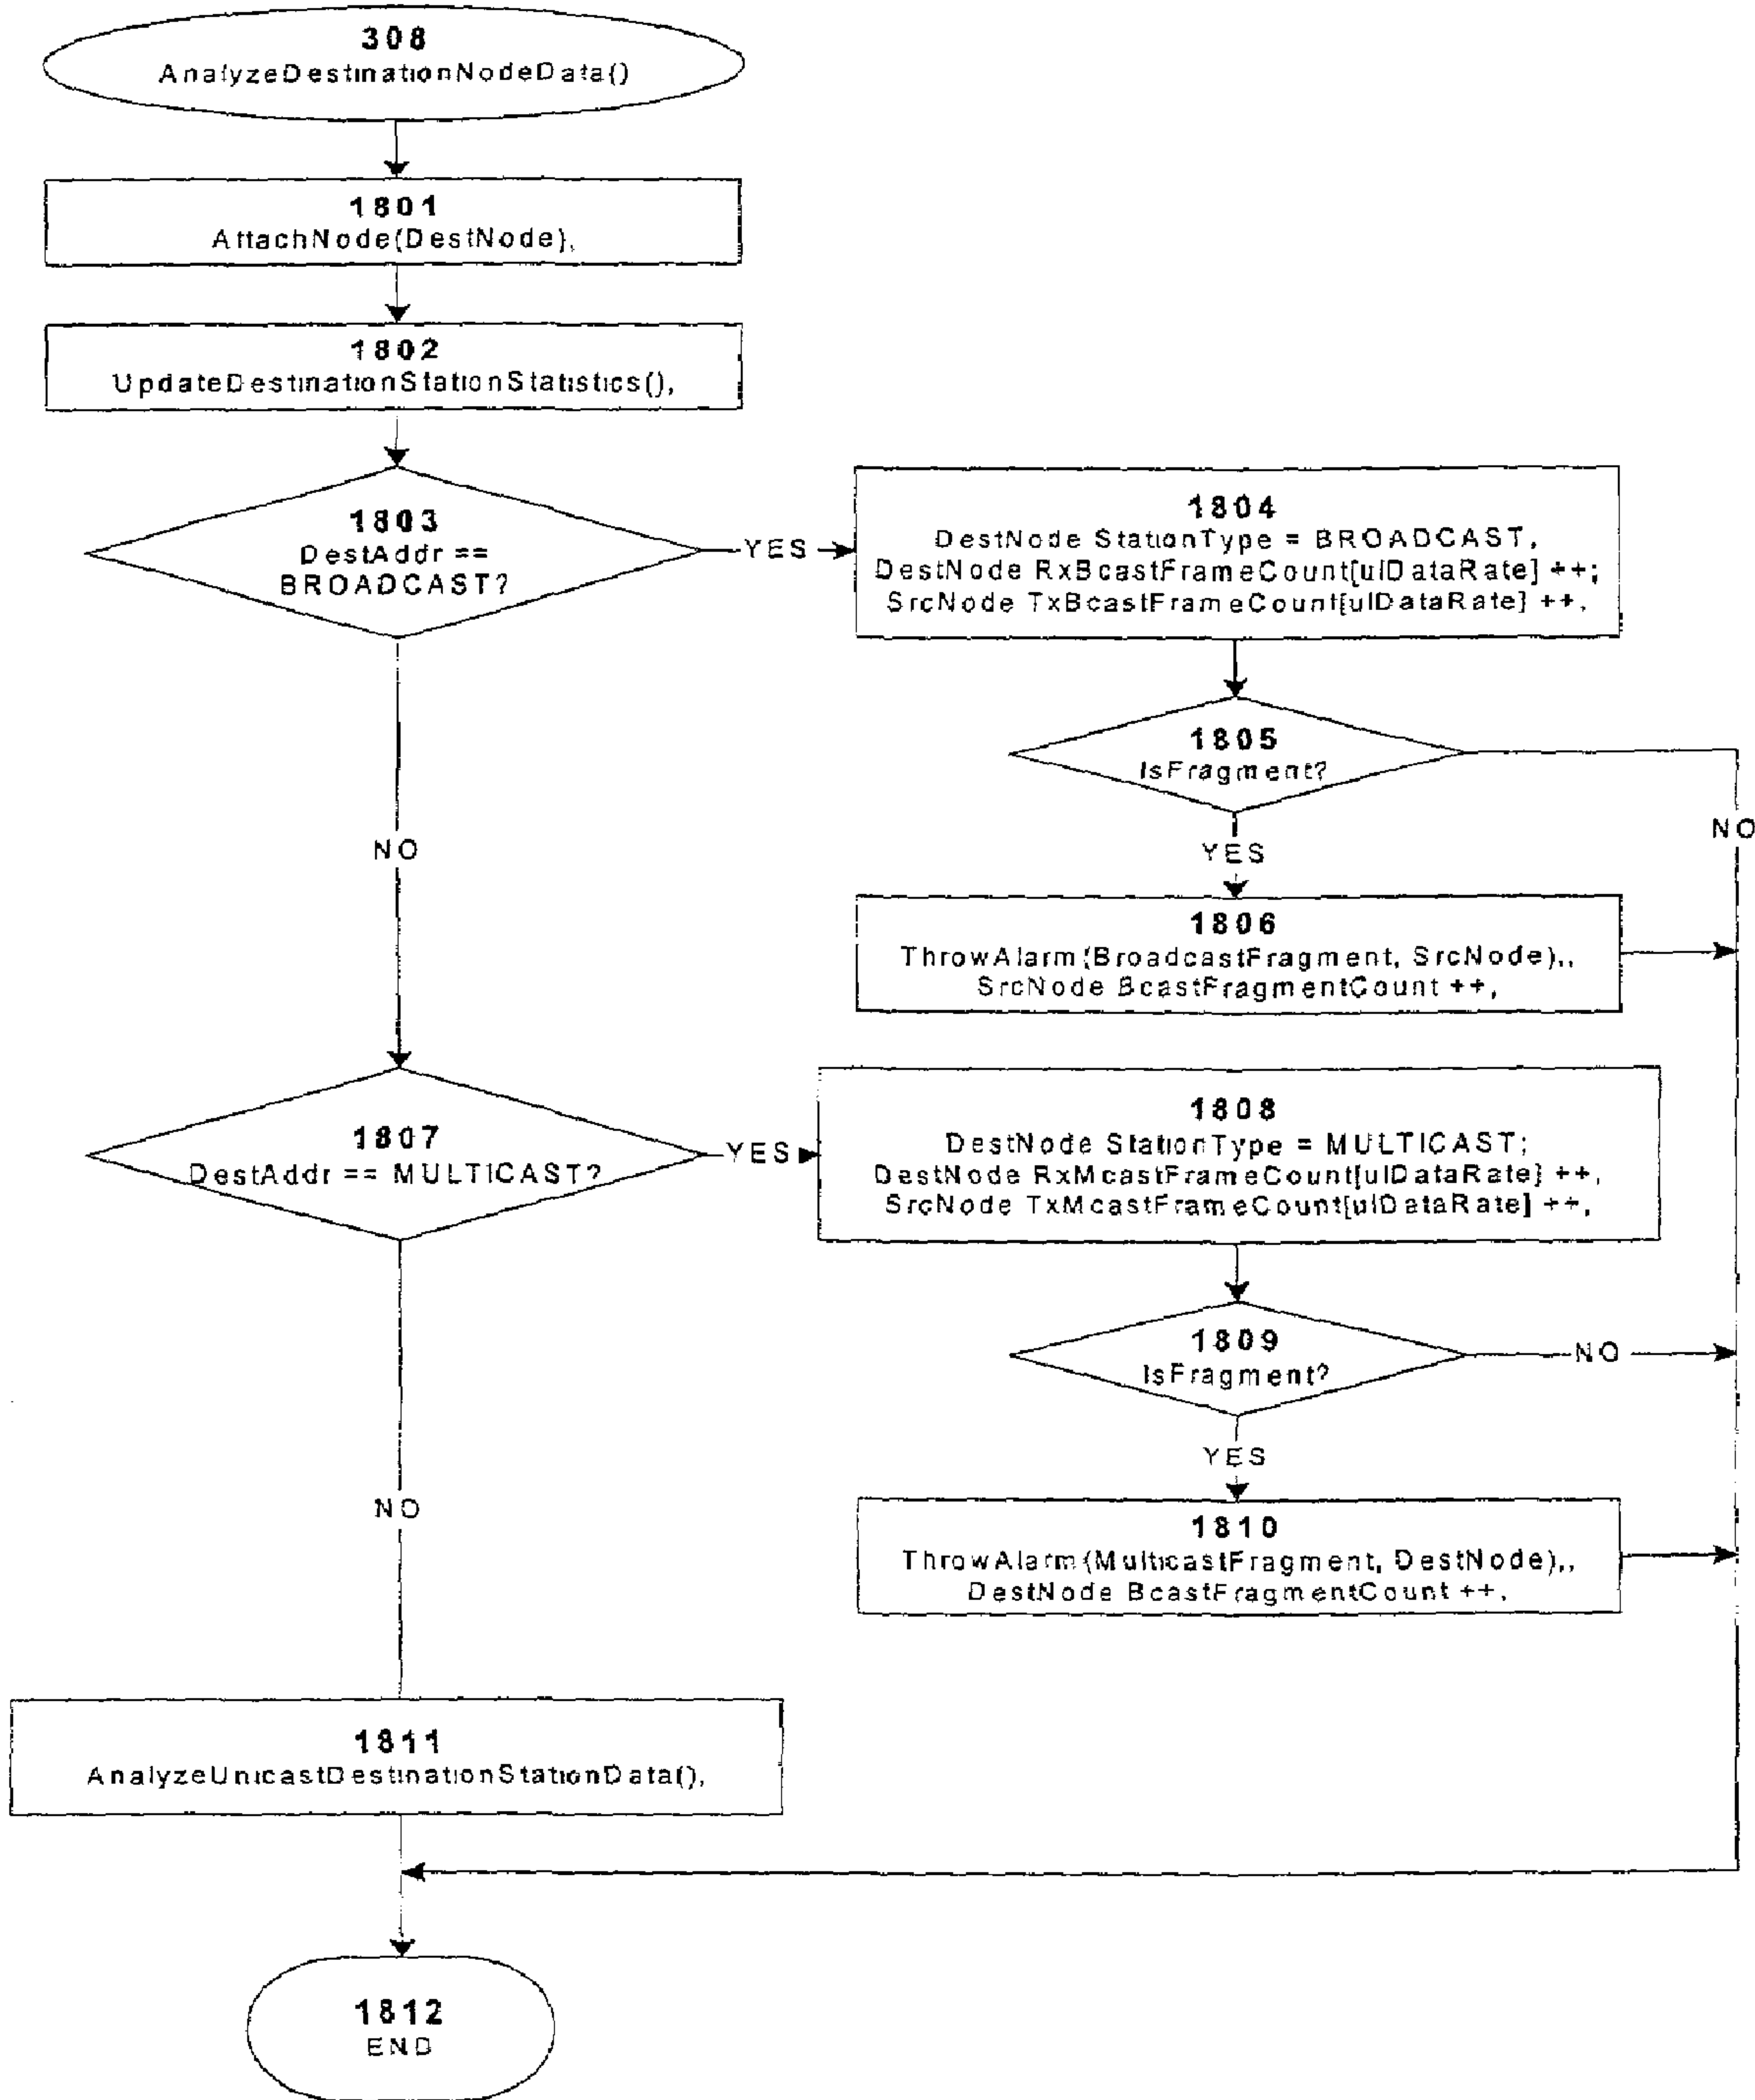 308
AnalyzeDestinationNodeData()
1801
AttachNode(DestNode),
1802
UpdateDestinationStationStatistics(),
1803
DestAddr ==
BROADCAST?
YES
1804
DestNode StationType = BROADCAST,
DestNode RxBcastFrameCount[ulDataRate] ++;
SrcNode TxBcastFrameCount[ulDataRate] ++,
1805
IsFragment?
NO
YES
NO
1806
ThrowAlarm(BroadcastFragment, SrcNode),,
SrcNode BcastFragmentCount ++,
1807
DestAddr == MULTICAST?
YES
1808
DestNode StationType = MULTICAST;
DestNode RxMcastFrameCount[ulDataRate] ++,
SrcNode TxMcastFrameCount[ulDataRate] ++,
1809
IsFragment?
NO
YES
NO
1810
ThrowAlarm(MulticastFragment, DestNode),,
DestNode BcastFragmentCount ++,
1811
AnalyzeUnicastDestinationStationData(),
1812
END